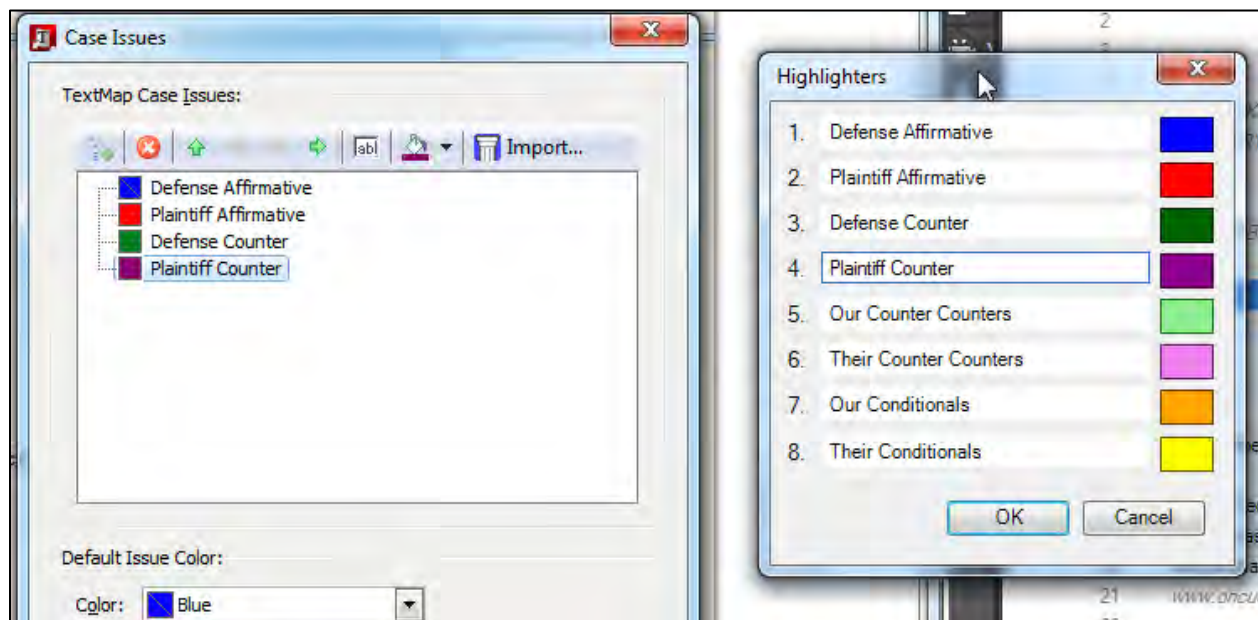 Case Issues
TextMap Case Issues:
abl
Import...
Defense Affirmative
Plaintiff Affirmative
Defense Counter
Plaintiff Counter
Default Issue Color:
Color: Blue
2
Highlighters
1. Defense Affirmative
2. Plaintiff Affirmative
3. Defense Counter
4. Plaintiff Counter
5. Our Counter Counters
6. Their Counter Counters
7. Our Conditionals
8. Their Conditionals
OK Cancel
21